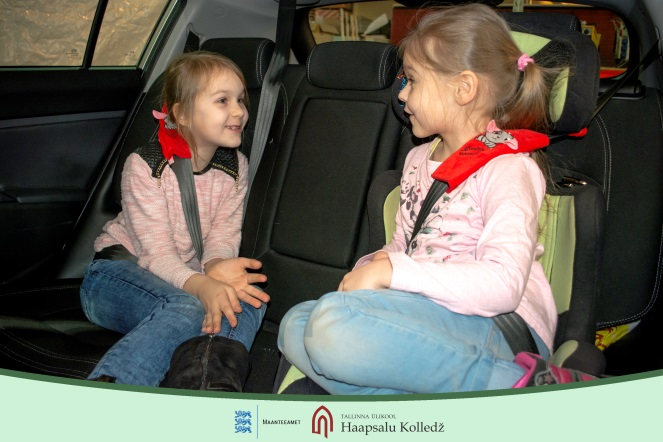 MAANTEEAMET
TALLINNA ÜLIKOOL
Haapsalu Kolledž